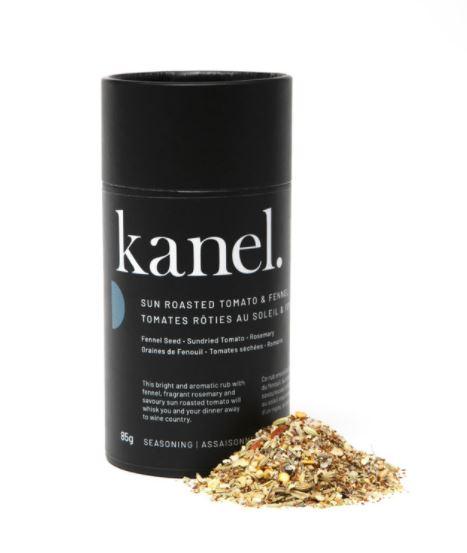 kanel.
SUN ROASTED TOMATO & FENNEL
TOMATES RÔTIES AU SOLEIL &
Fennel Seed • Sundried Tomato • Rosemary
Graines de Fenouil • Tomates séchées • Romarin
This bright and aromatic rub with
fennel, fragrant rosemary and
savoury sun roasted tomato will
whisk you and your dinner away
to wine country.
85g SEASONING | ASSAISONN